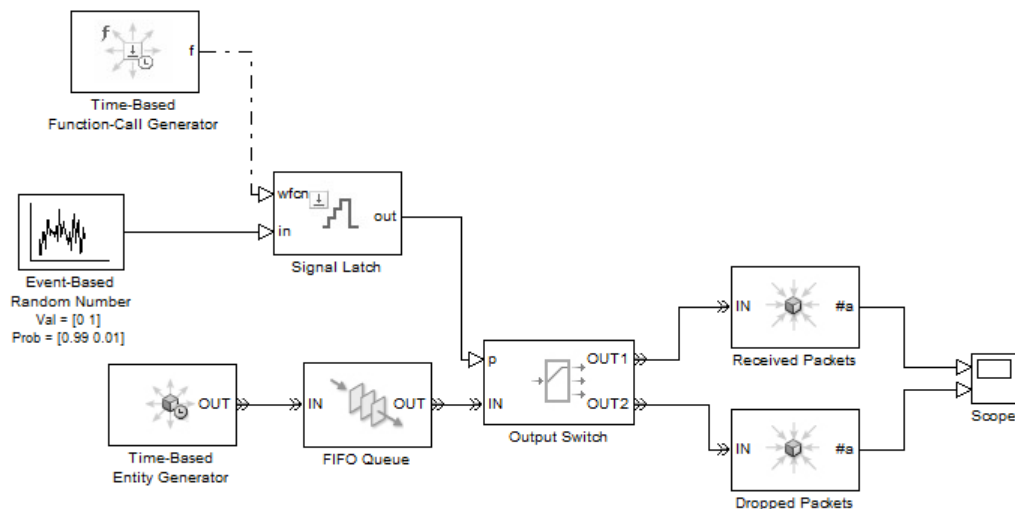 f
f
Time-Based
Function-Call Generator
wfcn
in
out
Signal Latch
Event-Based
Random Number
Val = [0 1]
Prob = [0.99 0.01]
OUT
Time-Based
Entity Generator
IN
OUT
FIFO Queue
p
IN
OUT1
OUT2
Output Switch
IN
#a
Received Packets
IN
#a
Dropped Packets
Scope